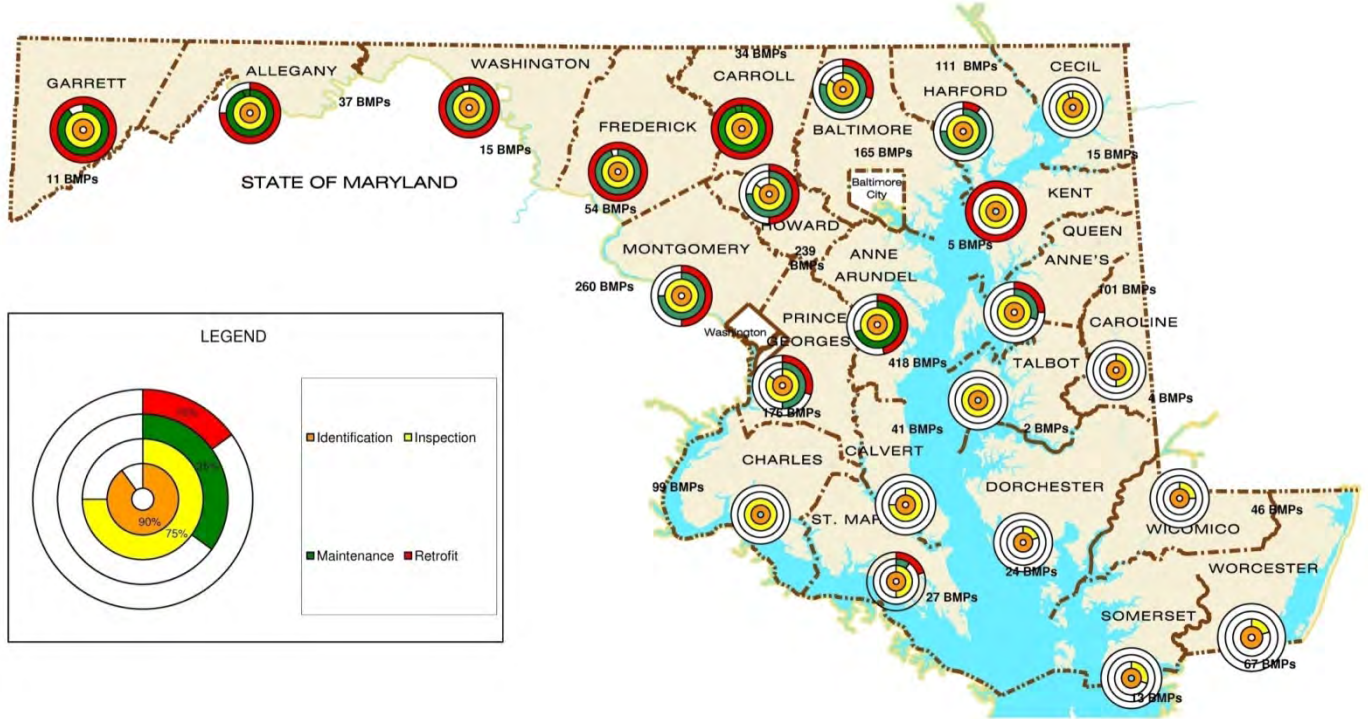 34 BMPs
WASHINGTON
CARROLL
111 BMPs
CECIL
ALLEGANY
GARRETT
HARFORD
37 BMPs
FREDERICK
BALTIMORE
15 BMPs
165 BMPs
15 BMPs
11 BMPs
STATE OF MARYLAND
Baltimore
City
KENT
54 BMPs
HOWARD
QUEEN
ANNE'S
5 BMPs
MONTGOMERY
239
BMPs
ANNE
ARUNDEL
260 BMPs
101 BMPs
PRINCE
GEORGES
Washington
CAROLINE
418 BMPs
TALBOT
4 BMPs
176 BMPs
41 BMPs
2 BMPs
CHARLES
CALVERT
99 BMPs
DORCHESTER
ST. MAR
46 BMPs
WICOMICO
24 BMPs
WORCESTER
27 BMPs
SOMERSET
67 BMPs
13 BMPs
LEGEND
Identification
Inspection
90%
75%
Maintenance
Retrofit